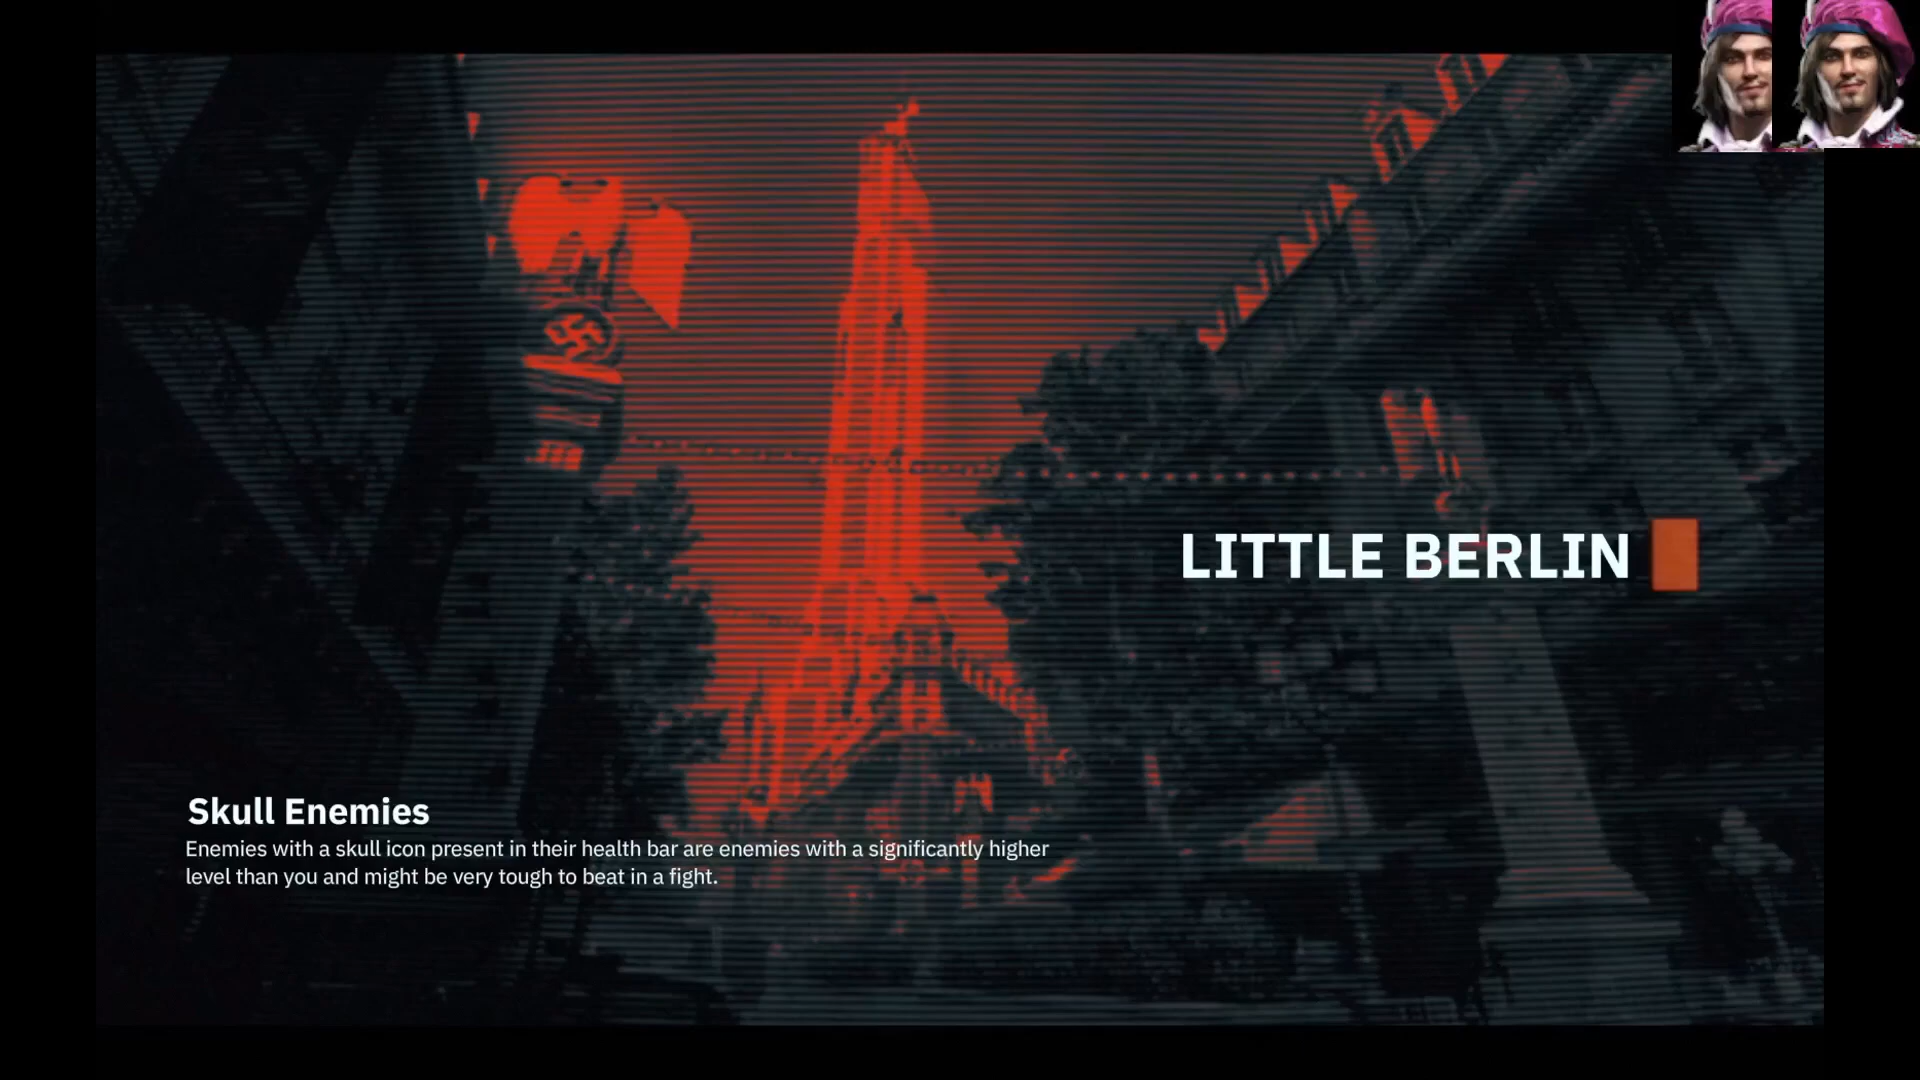 LITTLE BERLIN
Skull Enemies
Enemies with a skull icon present in their health bar are enemies with a significantly higher
level than you and might be very tough to beat in a fight.